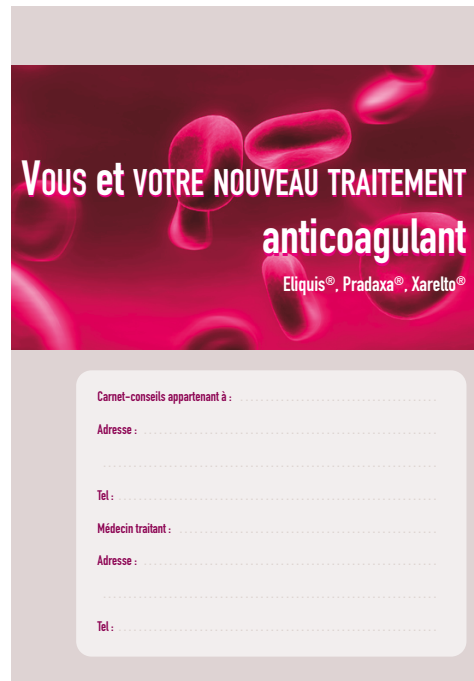 Vous et votre nouveau traitement
anticoagulant
Eliquis®, Pradaxa®, Xarelto®
Carnet-conseils appartenant à :
Adresse :
Tel :
Médecin traitant :
Adresse :
Tel :